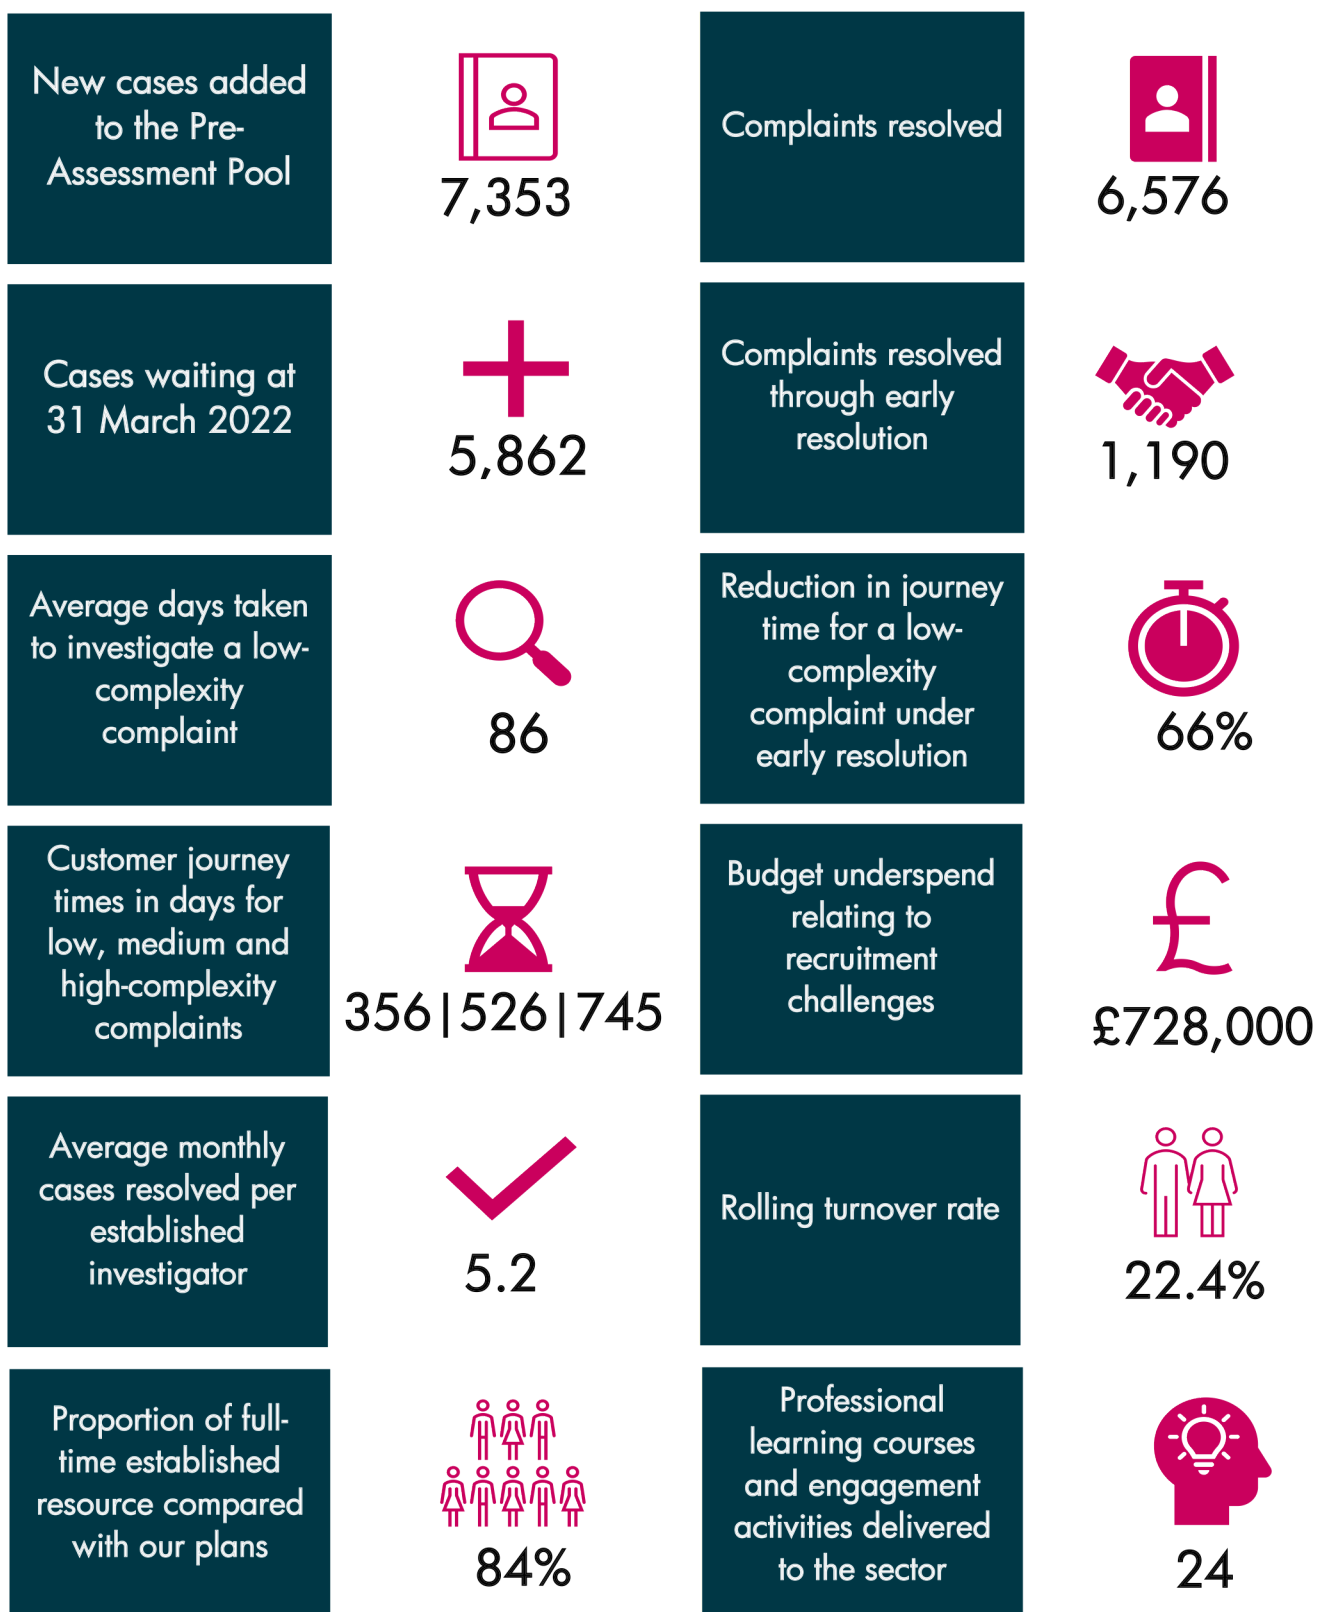 New cases added
to the Pre-
Assessment Pool
7,353
Complaints resolved
6,576
Cases waiting at
31 March 2022
5,862
Complaints resolved
through early
resolution
1,190
Average days taken
to investigate a low-
complexity
complaint
86
Reduction in journey
time for a low-
complexity
complaint under
early resolution
66%
Customer journey
times in days for
low, medium and
high-complexity
complaints
356|526|745
Budget underspend
relating to
recruitment
challenges
£
£728,000
Average monthly
cases resolved per
established
investigator
5.2
Rolling turnover rate
22.4%
Proportion of full-
time established
resource compared
with our plans
84%
Professional
learning courses
and engagement
activities delivered
to the sector
24